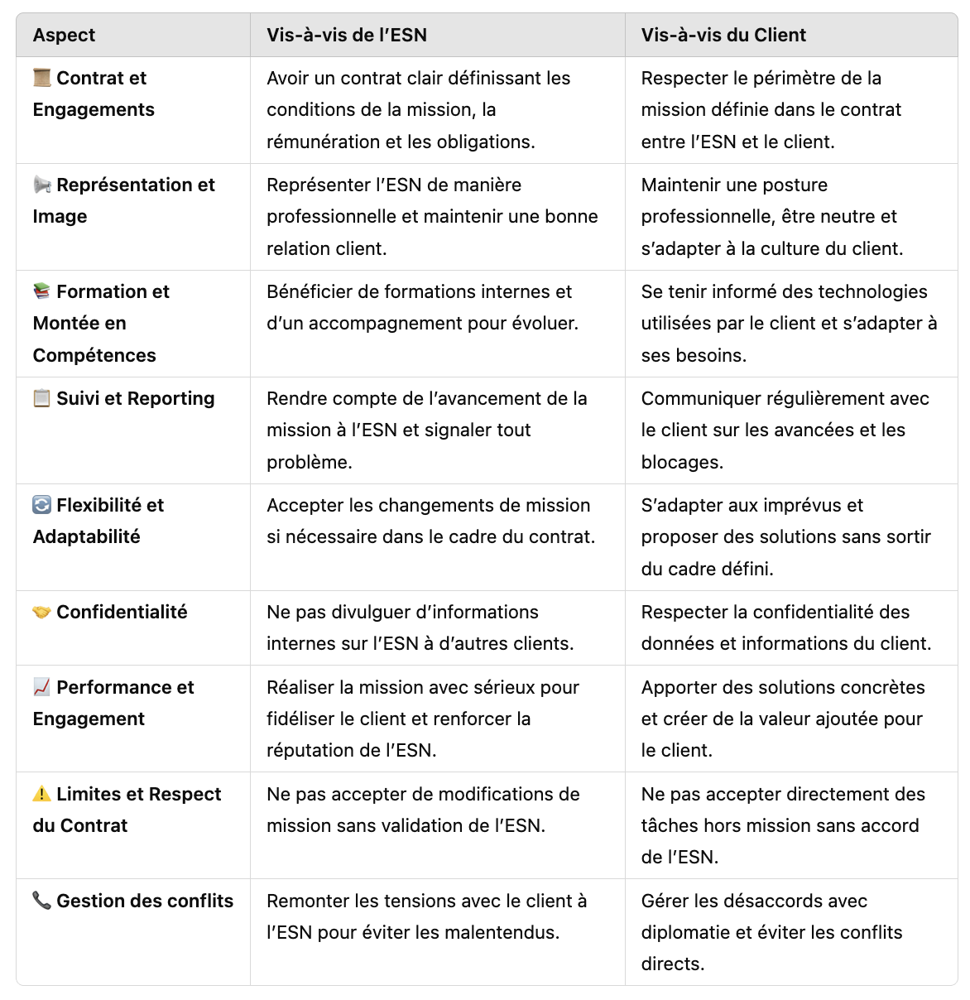 Aspect
Vis-à-vis de l’ESN
Vis-à-vis du Client
Contrat et
Engagements
Avoir un contrat clair définissant les
conditions de la mission, la
rémunération et les obligations.
Respecter le périmètre de la
mission définie dans le contrat
entre l’ESN et le client.
Représentation et
Image
Représenter l’ESN de manière
professionnelle et maintenir une bonne
relation client.
Maintenir une posture
professionnelle, être neutre et
s’adapter à la culture du client.
Formation et
Montée en
Compétences
Bénéficier de formations internes et
d’un accompagnement pour évoluer.
Se tenir informé des technologies
utilisées par le client et s’adapter à
ses besoins.
Suivi et Reporting
Rendre compte de l’avancement de la
mission à l’ESN et signaler tout
problème.
Communiquer régulièrement avec
le client sur les avancées et les
blocages.
Flexibilité et
Adaptabilité
Accepter les changements de mission
si nécessaire dans le cadre du contrat.
S’adapter aux imprévus et
proposer des solutions sans sortir
du cadre défini.
Confidentialité
Ne pas divulguer d’informations
internes sur l’ESN à d’autres clients.
Respecter la confidentialité des
données et informations du client.
Performance et
Engagement
Réaliser la mission avec sérieux pour
fidéliser le client et renforcer la
réputation de l’ESN.
Apporter des solutions concrètes
et créer de la valeur ajoutée pour
le client.
Limites et Respect
du Contrat
Ne pas accepter de modifications de
mission sans validation de l’ESN.
Ne pas accepter directement des
tâches hors mission sans accord
de l’ESN.
Gestion des conflits
Remonter les tensions avec le client à
l’ESN pour éviter les malentendus.
Gérer les désaccords avec
diplomatie et éviter les conflits
directs.